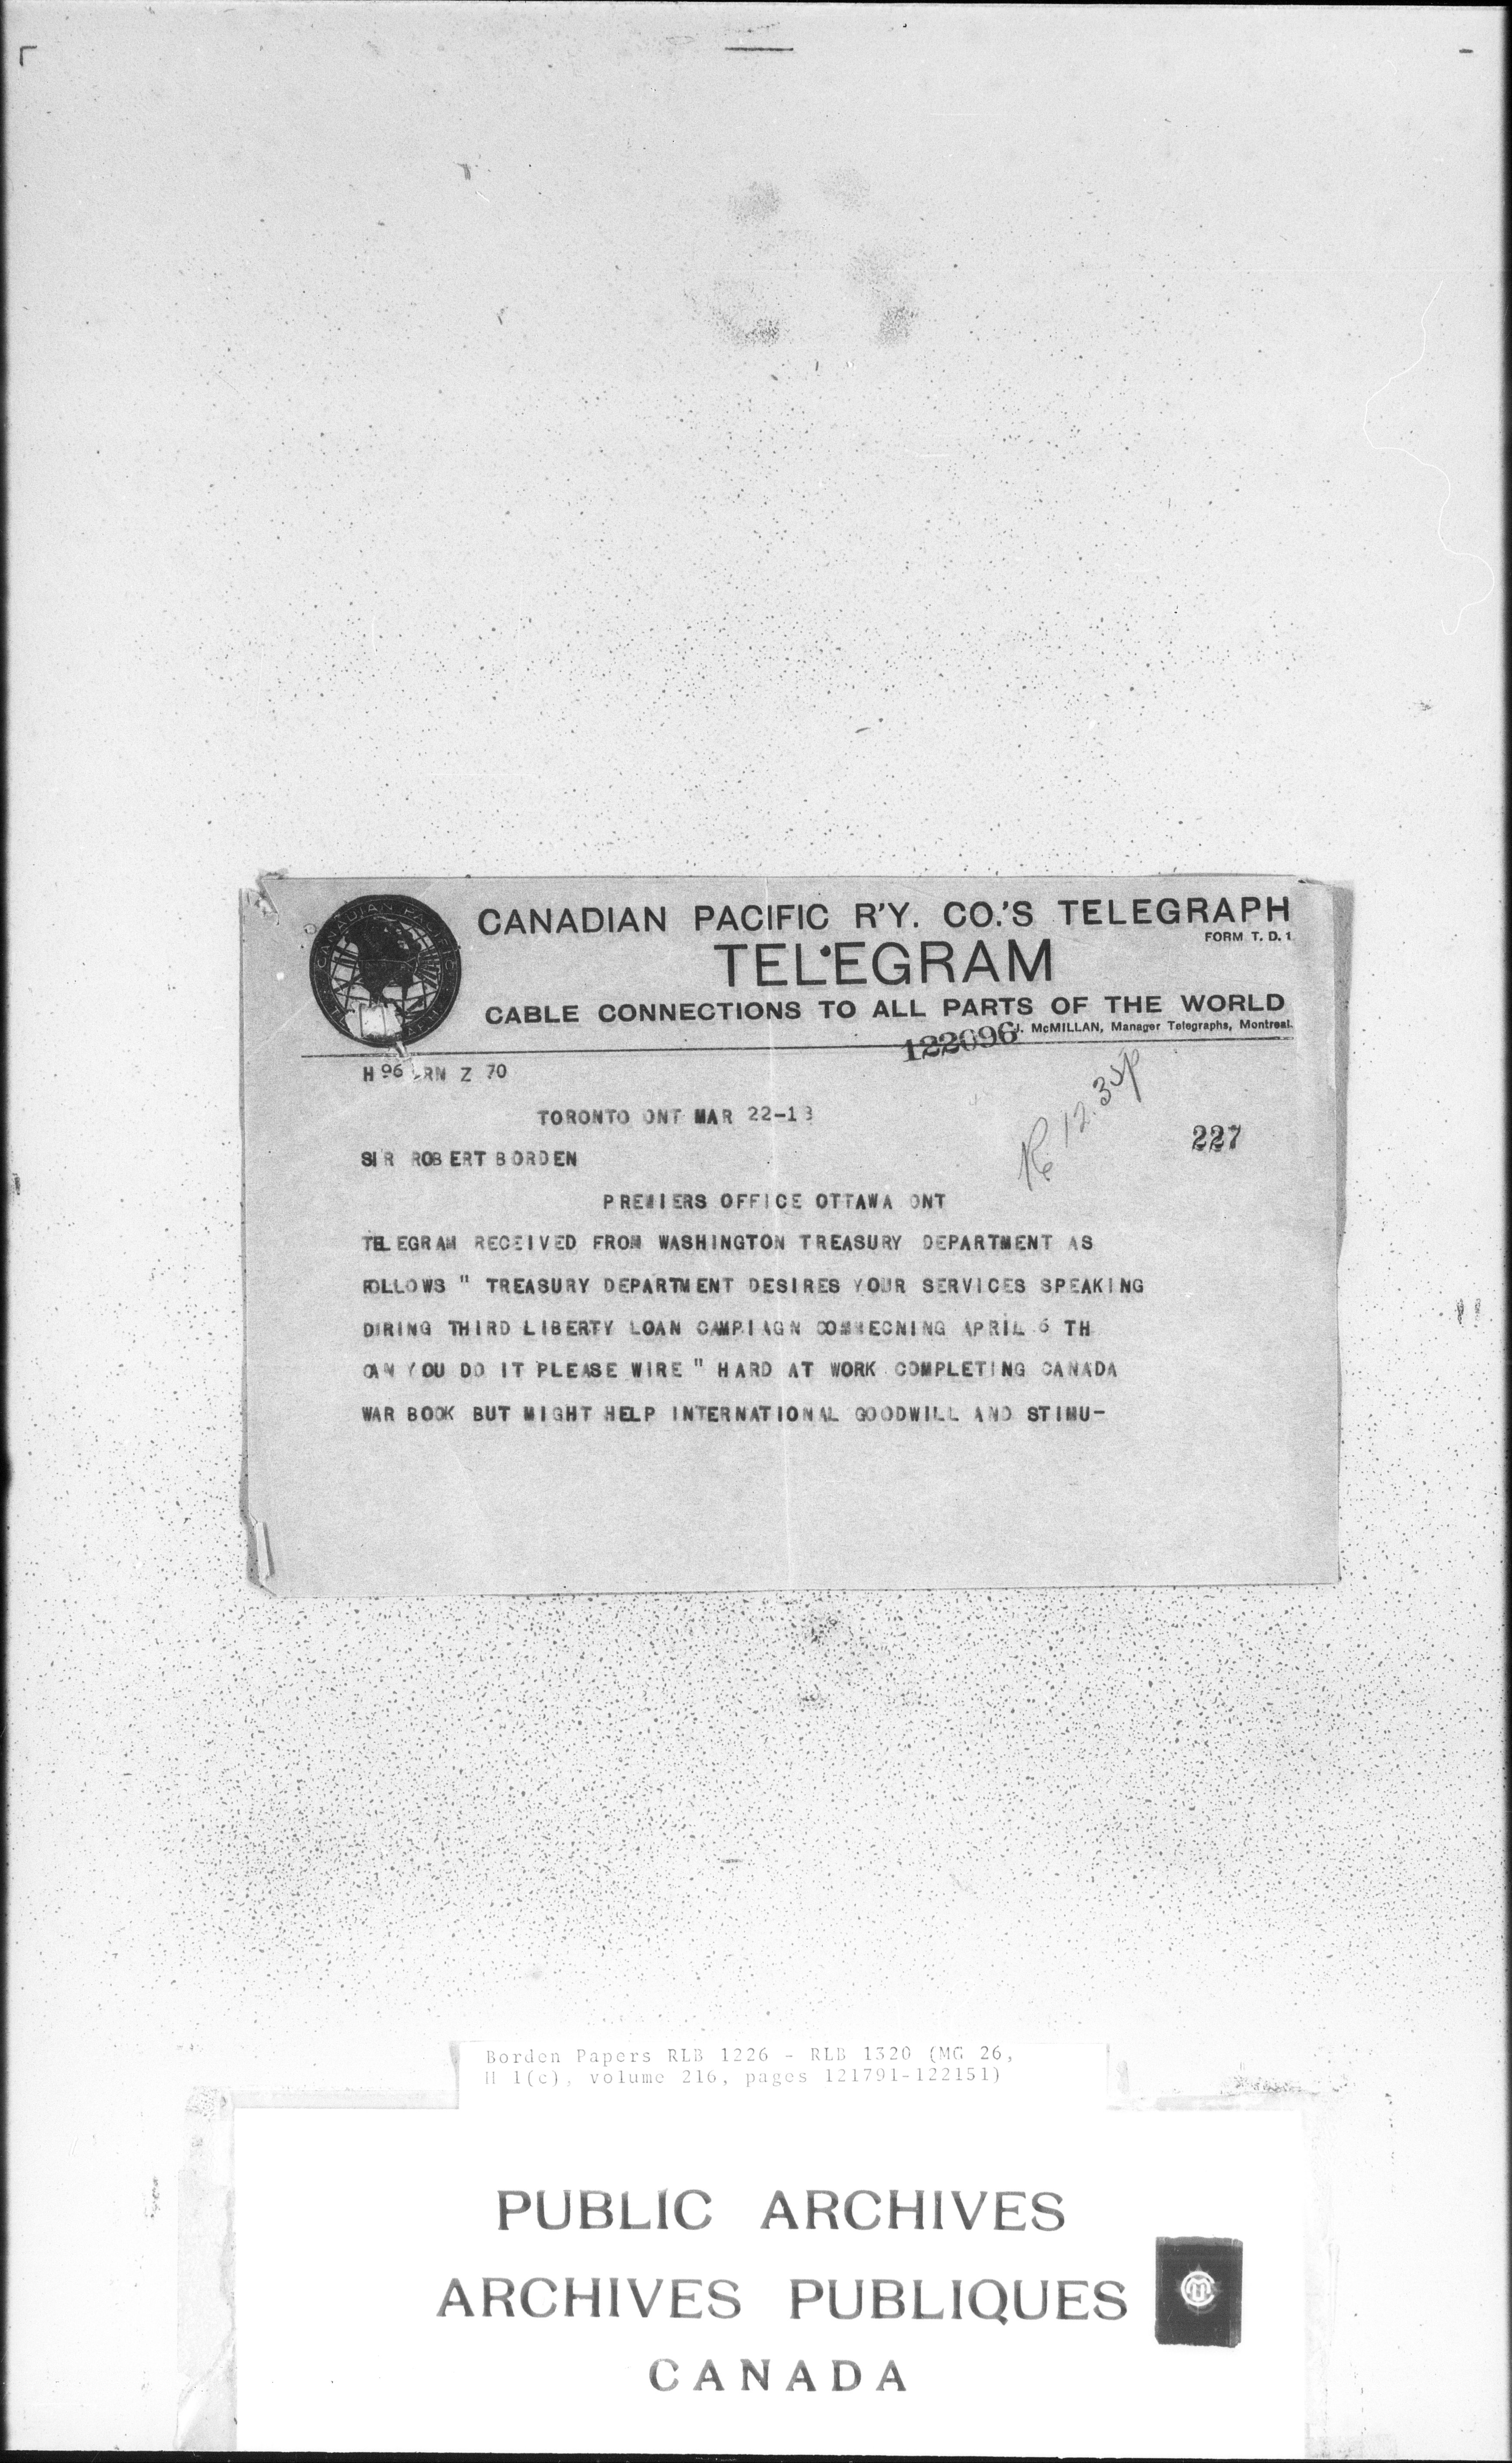 CANADIAN PACIFIC R'Y. CO.'S TELEGRAPH
FORM T. D. 1
TELEGRAM
CABLE CONNECTIONS TO ALL PARTS OF THE WORLD
J. McMILLAN, Manager Telegraphs, Montreal.
122096
H 96 RN Z 70
12.35p
TORONTO ONT MAR 22-18
227
SIR ROBERT BORDEN
PREMIERS OFFICE OTTAWA ONT
TELEGRAM RECEIVED FROM WASHINGTON TREASURY DEPARTMENT AS
FOLLOWS " TREASURY DEPARTMENT DESIRES YOUR SERVICES SPEAKING
DIRING THIRD LIBERTY LOAN CAMPIAGN COMMECNING APRIL 6 TH
CAN YOU DO IT PLEASE WIRE " HARD AT WORK COMPLETING CANADA
WAR BOOK BUT MIGHT HELP INTERNATIONAL GOODWILL AND STIMU-
Borden Papers RLB 1226 - RLB 1320 (MG 26,
H 1(c), volume 216, pages 121791-122151)
PUBLIC ARCHIVES
ARCHIVES PUBLIQUES
CANADA